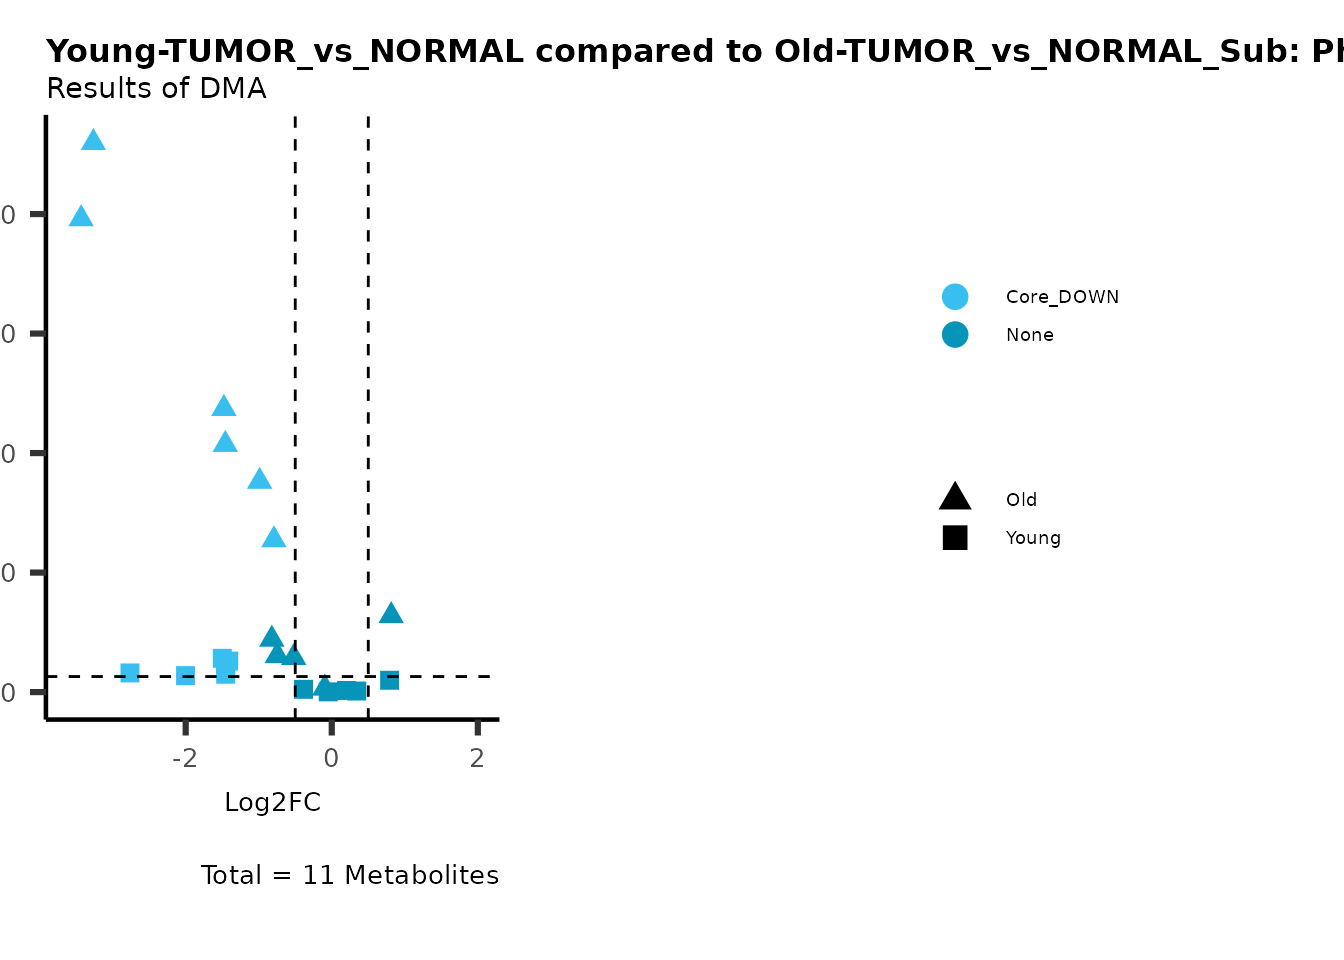 Young-TUMOR_vs_NORMAL compared to Old-TUMOR_vs_NORMAL_Sub:
Results of DMA
0
0
0
0
0
-2 0 2
Log2FC
Total = 11 Metabolites
Core_DOWN
None
Old
Young